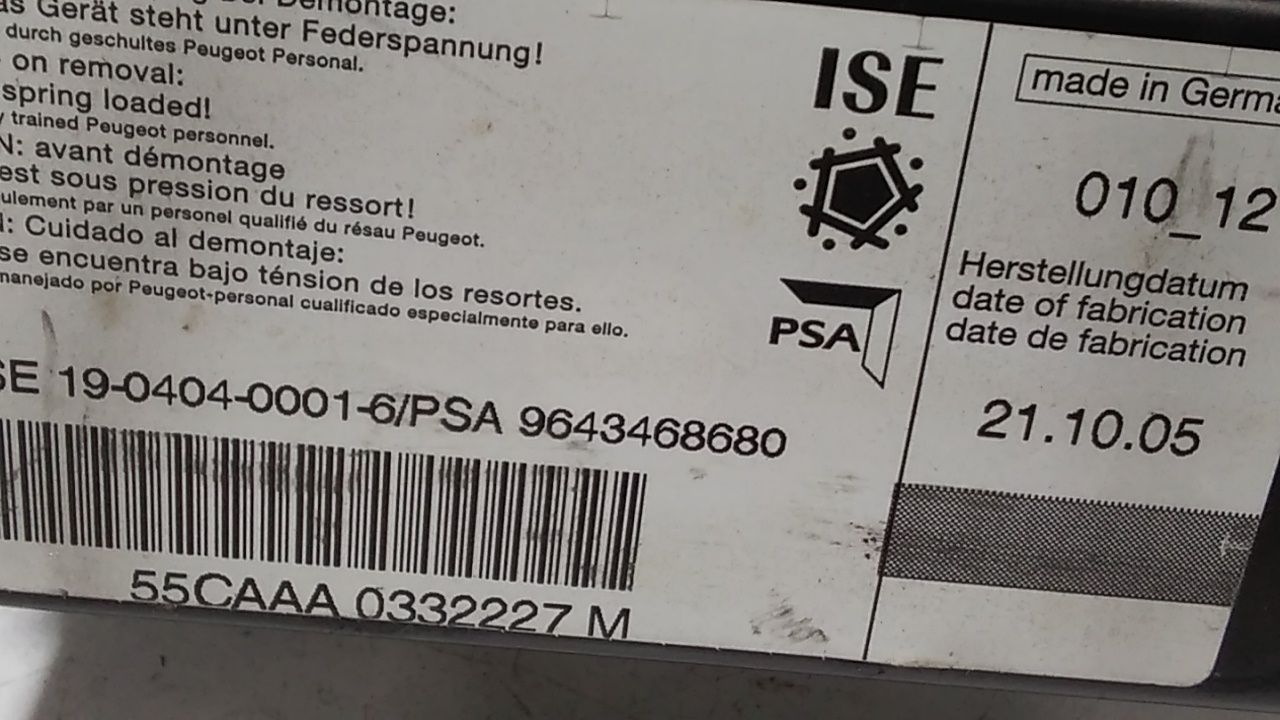 Demontage:
Gerät steht unter Federspannung!
durch geschultes Peugeot Personal.
on removal:
spring loaded!
trained Peugeot personnel.
avant démontage
est sous pression du ressort!
par un personel qualifié du résau Peugeot.
Cuidado al demontaje:
se encuentra bajo ténsion de los resortes.
manejado por Peugeot-personal cualificado especialmente para ello.
19-0404-0001-6/PSA 9643468680
55CAAA 0332227 M
ISE
PSA
made in
010_12
Herstellungdatum
date of fabrication
date de fabrication
21.10.05